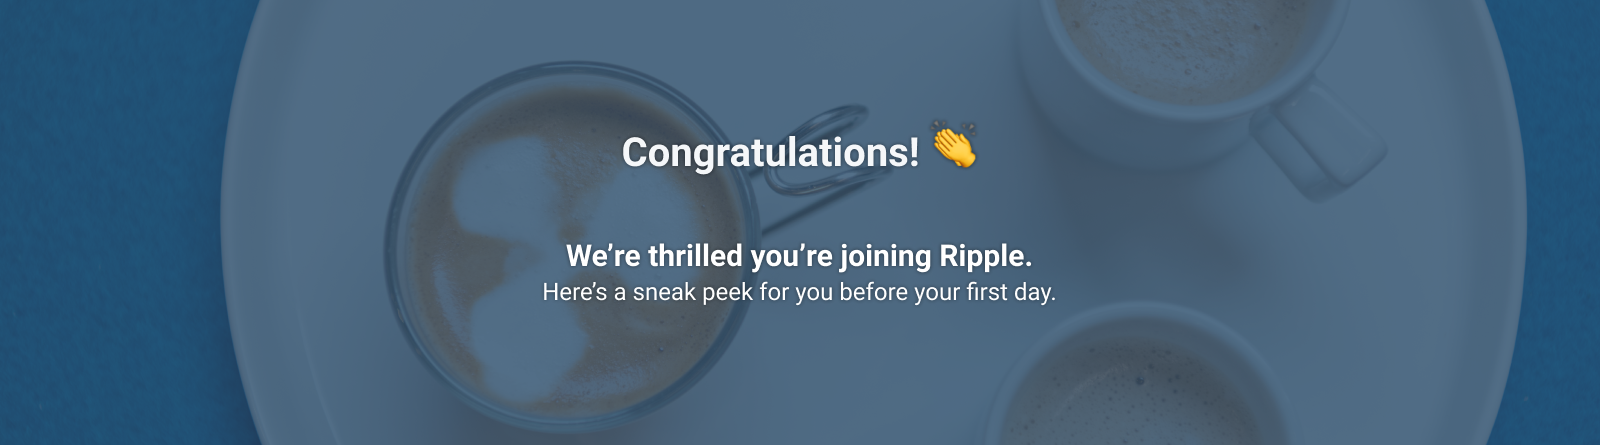 Congratulations! 👏
We’re thrilled you’re joining Ripple.
Here’s a sneak peek for you before your first day.